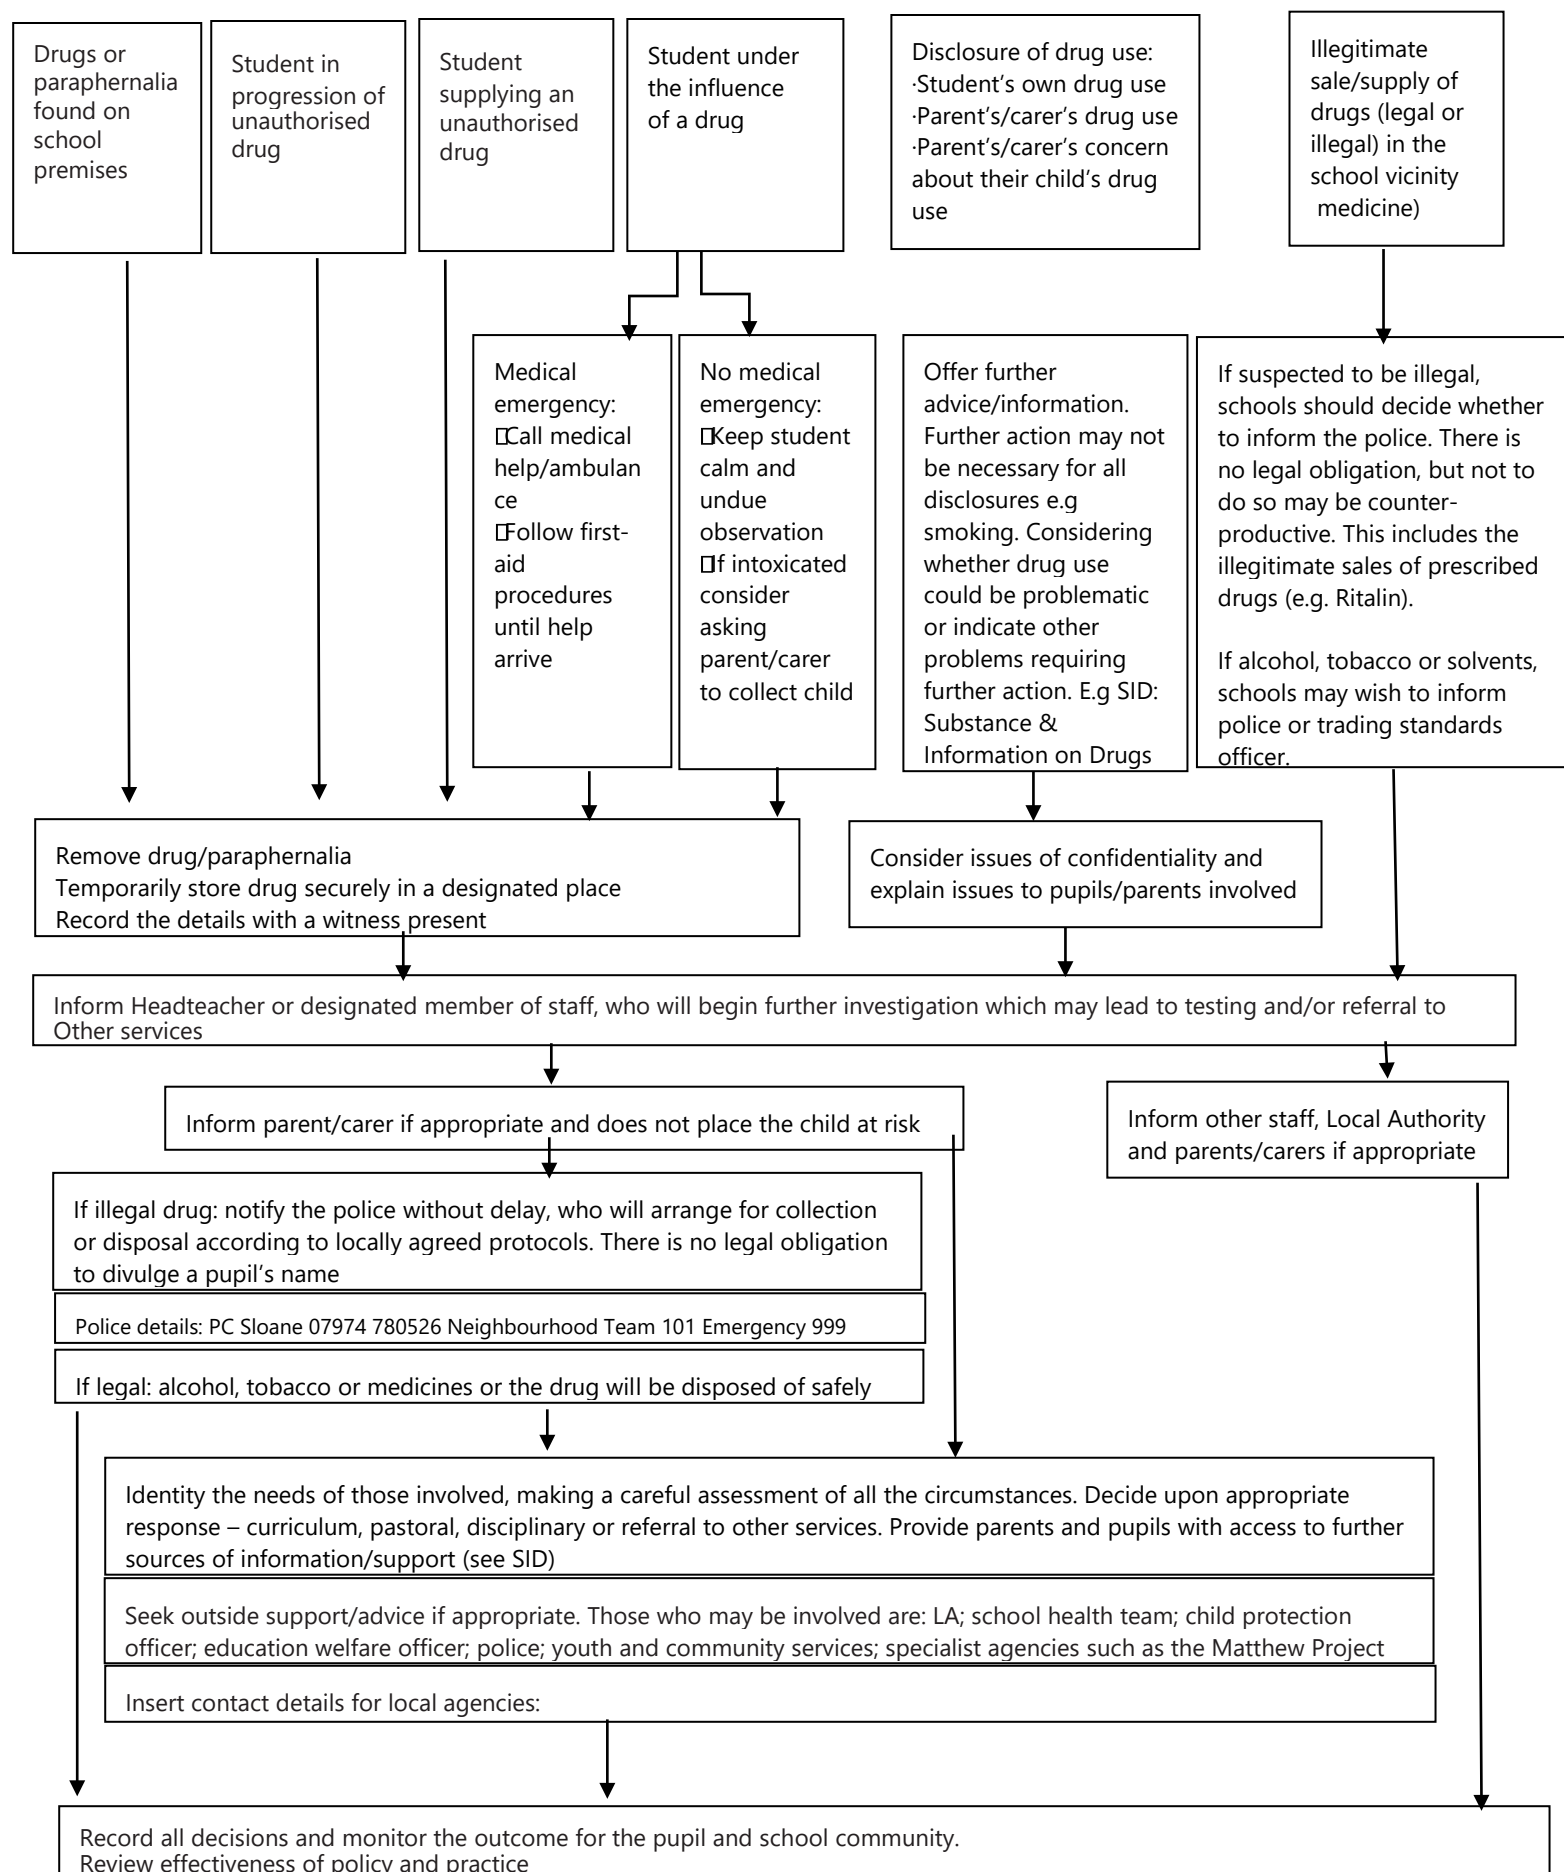 Drugs or
paraphernalia
found on
school
premises
Student in
progression of
unauthorised
drug
Student
supplying an
unauthorised
drug
Student under
the influence
of a drug
Disclosure of drug use:
·Student’s own drug use
·Parent’s/carer’s drug use
·Parent’s/carer’s concern
about their child’s drug
use
Illegitimate
sale/supply of
drugs (legal or
illegal) in the
school vicinity
medicine)
Medical
emergency:
Call medical
help/ambulan
ce
Follow first-
aid
procedures
until help
arrive
No medical
emergency:
Keep student
calm and
undue
observation
If intoxicated
consider
asking
parent/carer
to collect child
Offer further
advice/information.
Further action may not
be necessary for all
disclosures e.g
smoking. Considering
whether drug use
could be problematic
or indicate other
problems requiring
further action. E.g SID:
Substance &
Information on Drugs
If suspected to be illegal,
schools should decide whether
to inform the police. There is
no legal obligation, but not to
do so may be counter-
productive. This includes the
illegitimate sales of prescribed
drugs (e.g. Ritalin).
If alcohol, tobacco or solvents,
schools may wish to inform
police or trading standards
officer.
Remove drug/paraphernalia
Temporarily store drug securely in a designated place
Record the details with a witness present
Consider issues of confidentiality and
explain issues to pupils/parents involved
Inform Headteacher or designated member of staff, who will begin further investigation which may lead to testing and/or referral to
Other services
Inform parent/carer if appropriate and does not place the child at risk
Inform other staff, Local Authority
and parents/carers if appropriate
If illegal drug: notify the police without delay, who will arrange for collection
or disposal according to locally agreed protocols. There is no legal obligation
to divulge a pupil’s name
Police details: PC Sloane 07974 780526 Neighbourhood Team 101 Emergency 999
If legal: alcohol, tobacco or medicines or the drug will be disposed of safely
Identity the needs of those involved, making a careful assessment of all the circumstances. Decide upon appropriate
response – curriculum, pastoral, disciplinary or referral to other services. Provide parents and pupils with access to further
sources of information/support (see SID)
Seek outside support/advice if appropriate. Those who may be involved are: LA; school health team; child protection
officer; education welfare officer; police; youth and community services; specialist agencies such as the Matthew Project
Insert contact details for local agencies:
Record all decisions and monitor the outcome for the pupil and school community.
Review effectiveness of policy and practice